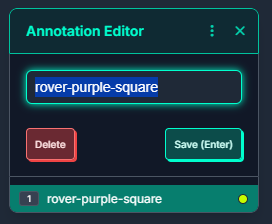 Annotation Editor
rover-purple-square
Delete
Save (Enter)
1 rover-purple-square